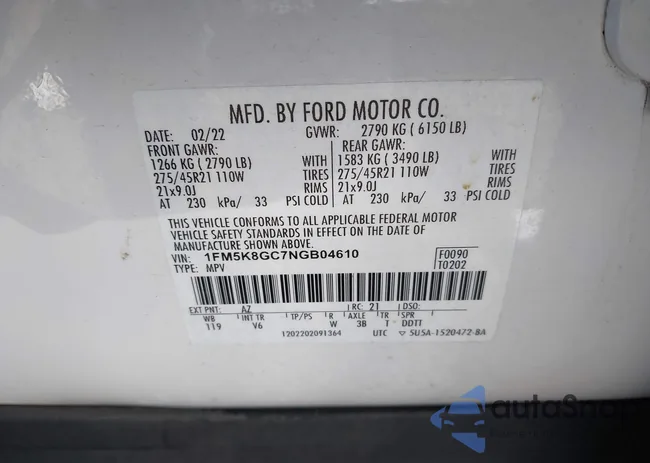 MFD. BY FORD MOTOR CO.
DATE: 02/22 GVWR: 2790 KG ( 6150 LB)
FRONT GAWR: REAR GAWR:
1266 KG ( 2790 LB) WITH 1583 KG ( 3490 LB) WITH
275/45R21 110W TIRES 275/45R21 110W TIRES
21x9.0J RIMS 21x9.0J RIMS
AT 230 kPa/ 33 PSI COLD AT 230 kPa/ 33 PSI COLD
THIS VEHICLE CONFORMS TO ALL APPLICABLE FEDERAL MOTOR
VEHICLE SAFETY STANDARDS IN EFFECT ON THE DATE OF
MANUFACTURE SHOWN ABOVE.
VIN: 1FM5K8GC7NGB04610 F0090
TYPE: MPV T0202
EXT PNT: AZ RC: 21
WB INT TR TP/PS R AXLE TR SPR
119 V6 W 3B T DDTT
1202202091364 UTC ▽ 5U5A-1520472-BA
autoSnap